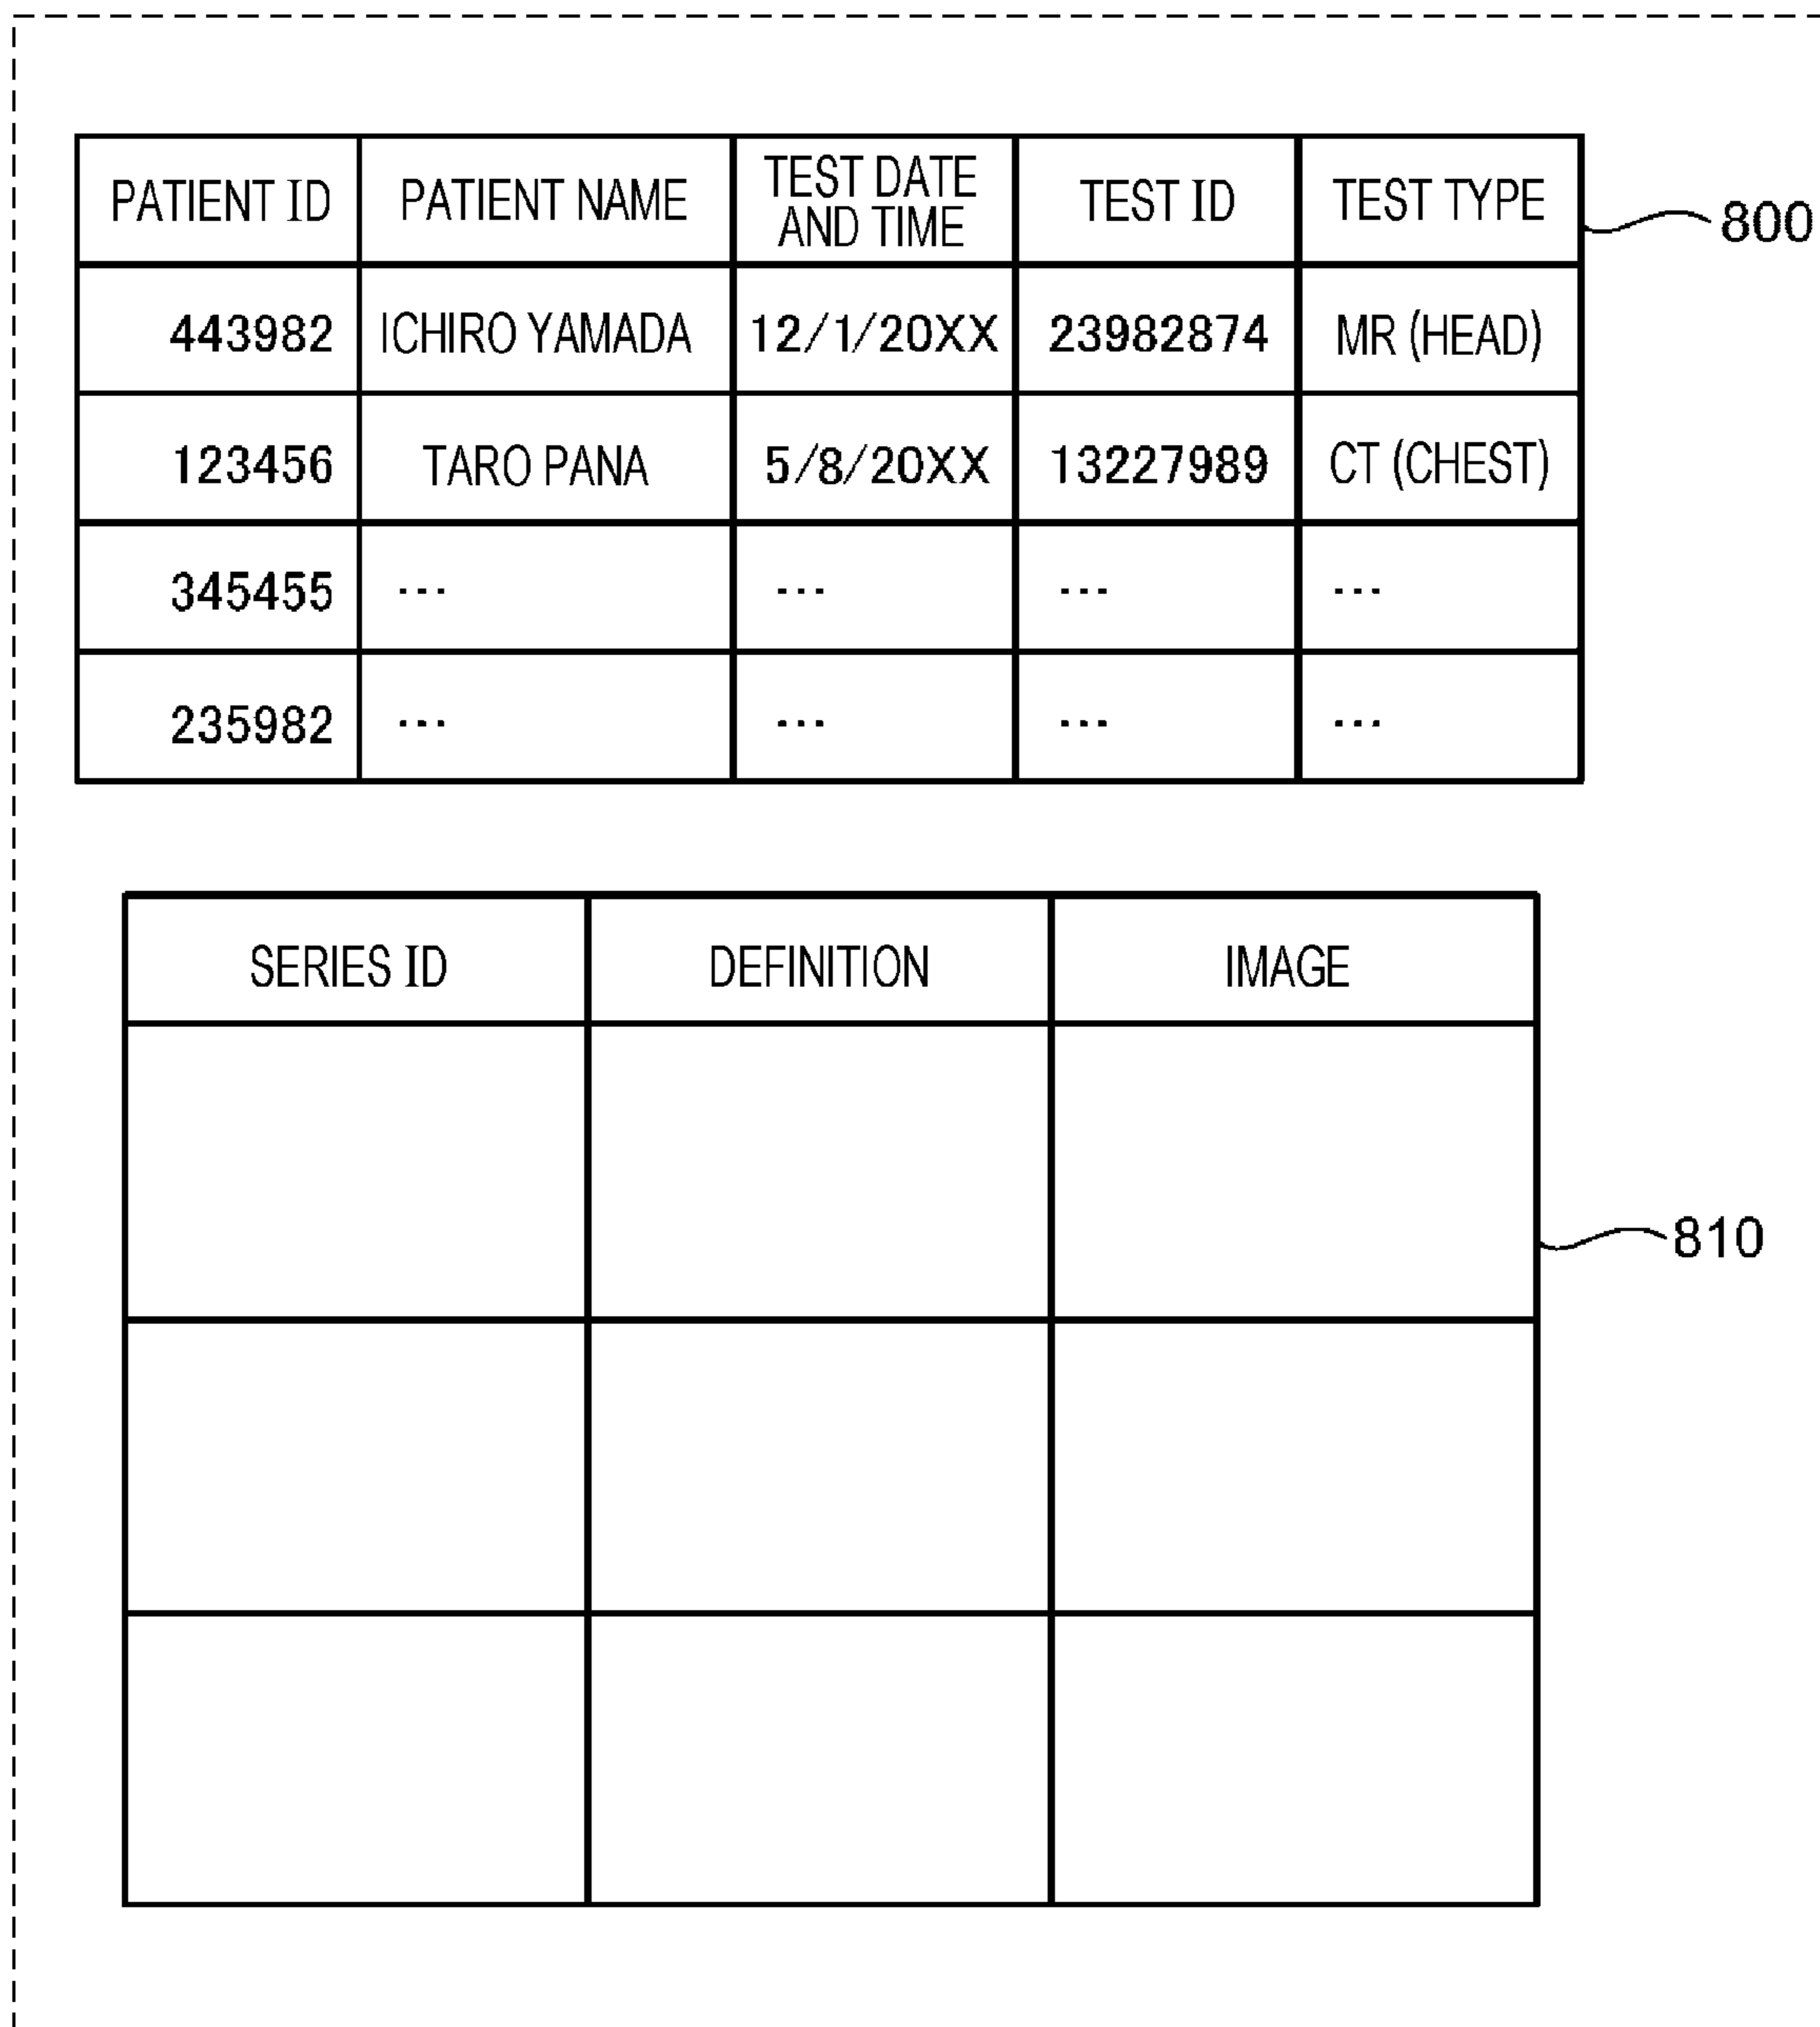 PATIENT ID PATIENT NAME TEST DATE AND TIME TEST ID TEST TYPE
800
443982 ICHIRO YAMADA 12/1/20XX 23982874 MR (HEAD)
123456 TARO PANA 5/8/20XX 13227989 CT (CHEST)
345455 ... ... ... ...
235982 ... ... ... ...
SERIES ID DEFINITION IMAGE
810